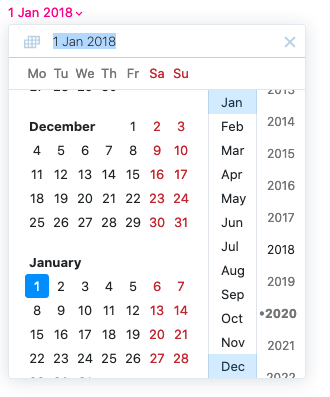 1 Jan 2018
1 Jan 2018
Mo Tu We Th Fr Sa Su
December 1 2 3
4 5 6 7 8 9 10
11 12 13 14 15 16 17
18 19 20 21 22 23 24
25 26 27 28 29 30 31
January
1 2 3 4 5 6 7
8 9 10 11 12 13 14
15 16 17 18 19 20 21
22 23 24 25 26 27 28
Jan
Feb
Mar
Apr
May
Jun
Jul
Aug
Sep
Oct
Nov
Dec
2013
2014
2015
2016
2017
2018
2019
•2020
2021
2022